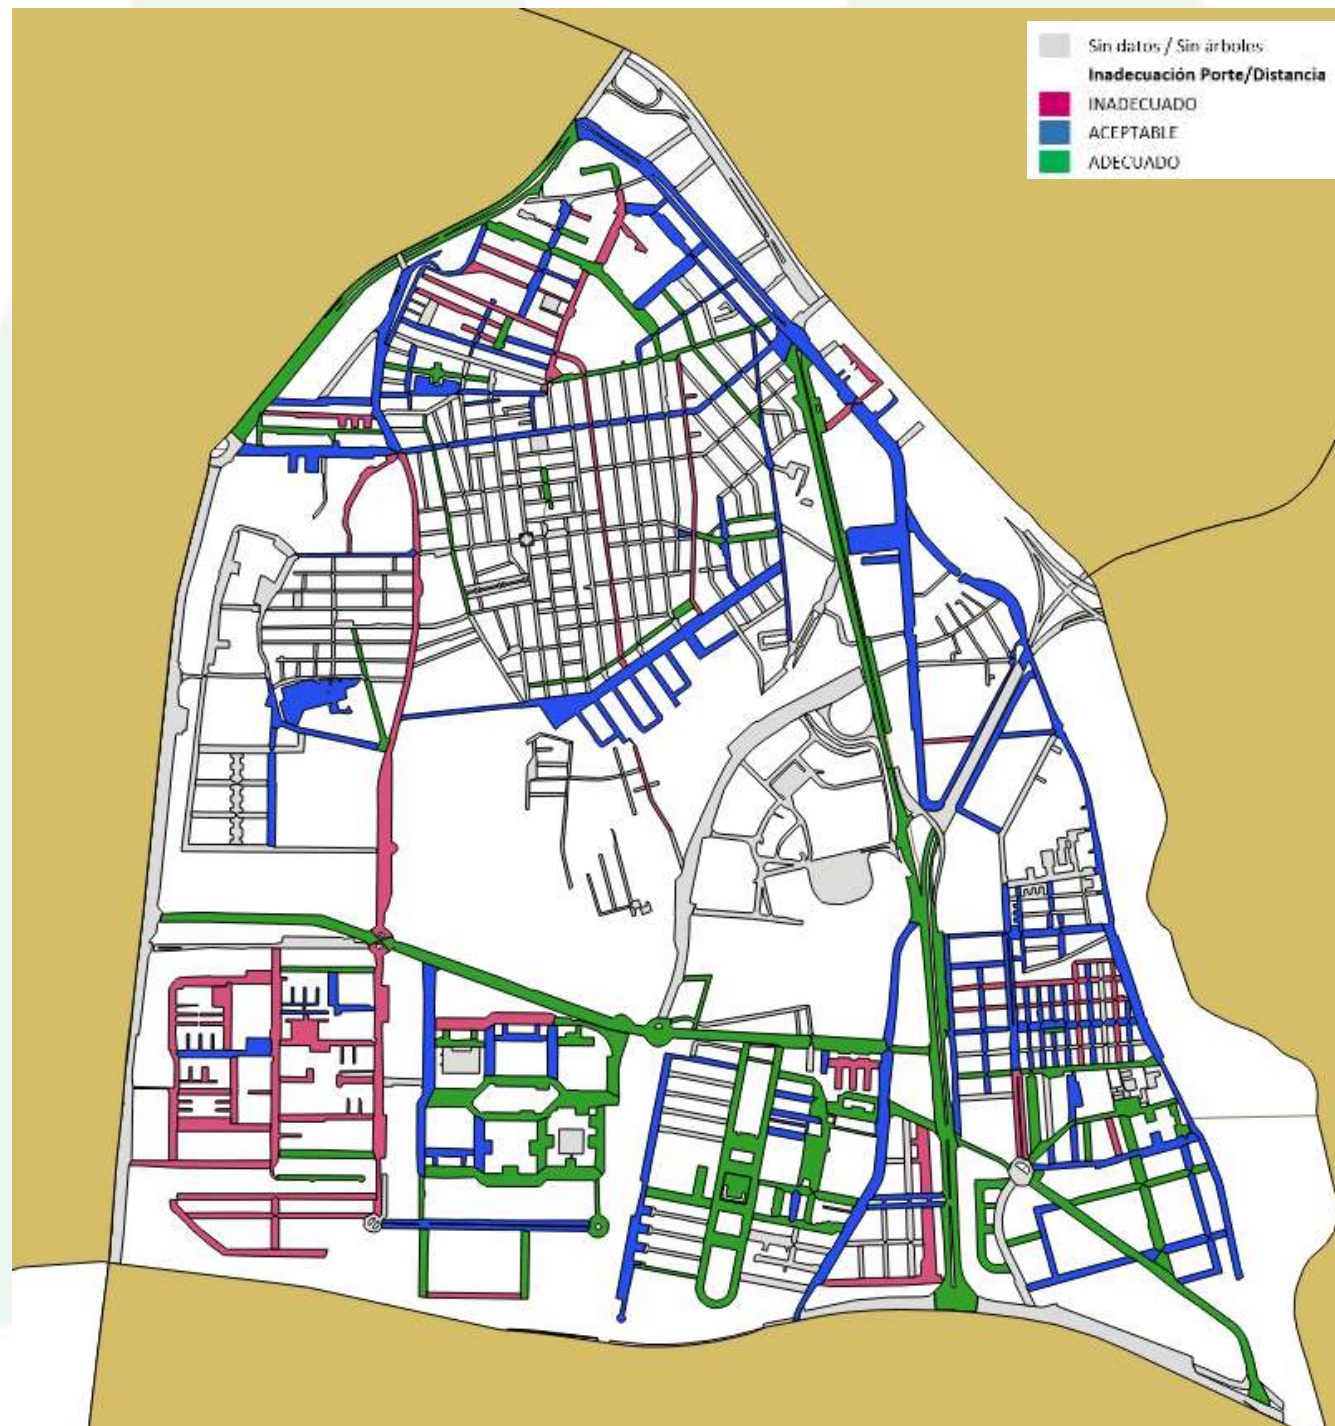 Sin datos / Sin árboles
Inadecuación Porte/Distancia
INADECUADO
ACEPTABLE
ADECUADO